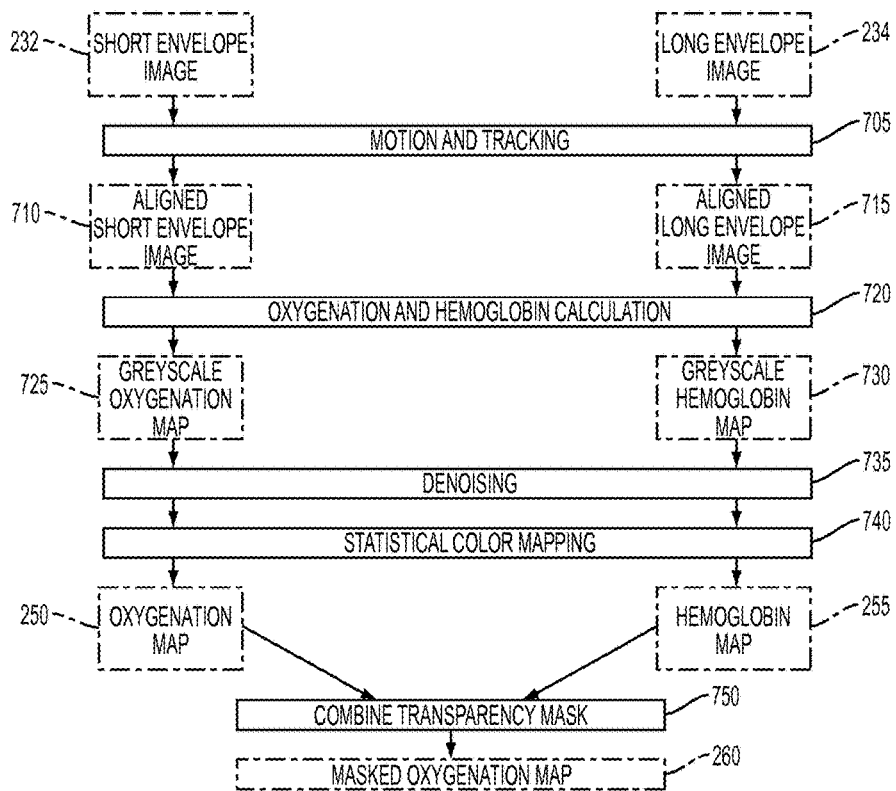 232
SHORT ENVELOPE
IMAGE
LONG ENVELOPE
IMAGE
234
MOTION AND TRACKING
705
710
ALIGNED
SHORT ENVELOPE
IMAGE
ALIGNED
LONG ENVELOPE
IMAGE
715
OXYGENATION AND HEMOGLOBIN CALCULATION
720
725
GREYSCALE
OXYGENATION
MAP
GREYSCALE
HEMOGLOBIN
MAP
730
DENOISING
735
STATISTICAL COLOR MAPPING
740
250
OXYGENATION
MAP
HEMOGLOBIN
MAP
255
COMBINE TRANSPARENCY MASK
750
MASKED OXYGENATION MAP
260